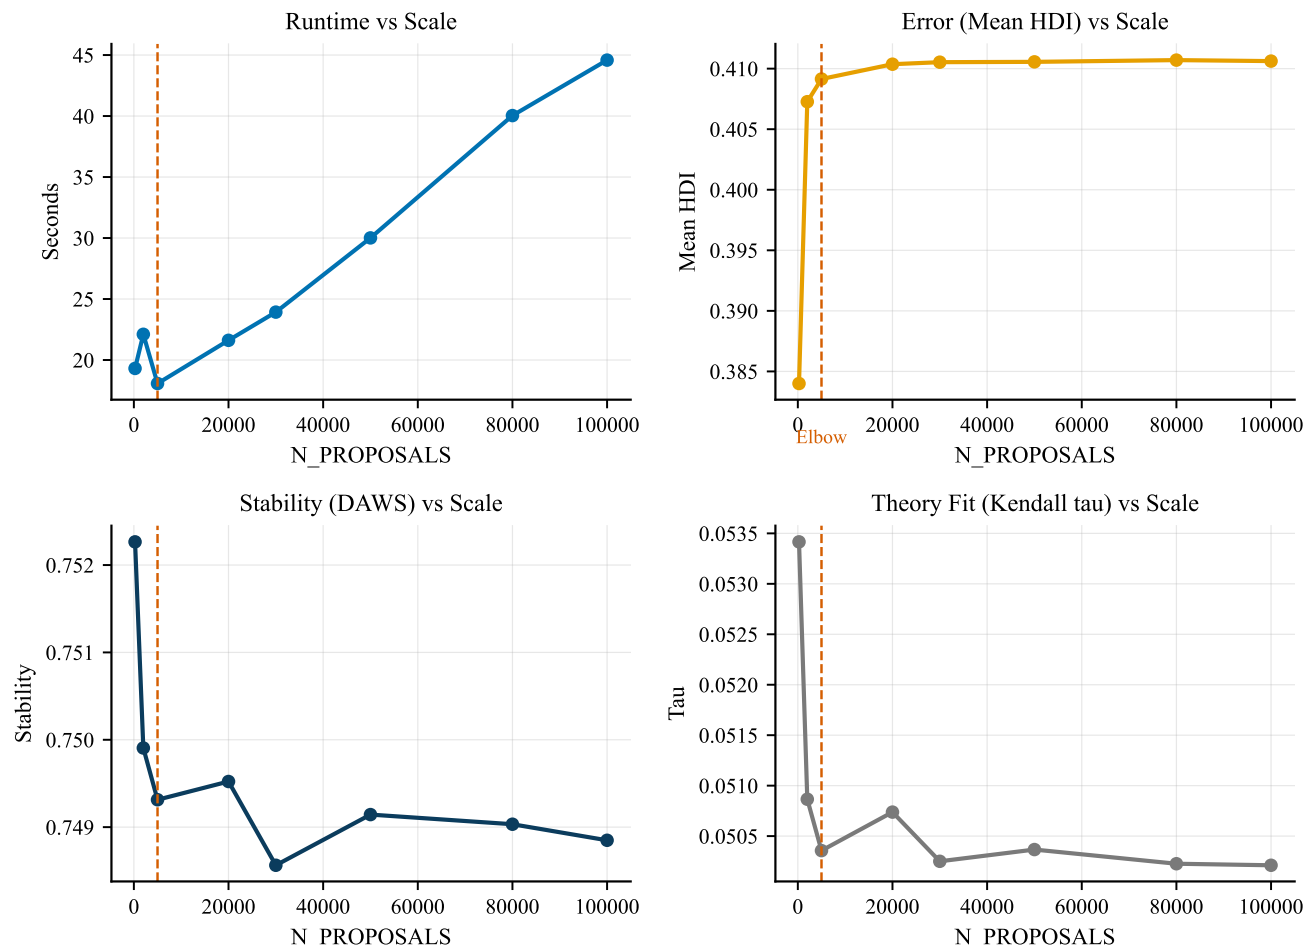 Runtime vs Scale
45
40
35
30
25
20
Seconds
0 20000 40000 60000 80000 100000
N_PROPOSALS
Error (Mean HDI) vs Scale
0.410
0.405
0.400
0.395
0.390
0.385
Mean HDI
0 20000 40000 60000 80000 100000
Elbow
N_PROPOSALS
Stability (DAWS) vs Scale
0.752
0.751
0.750
0.749
Stability
0 20000 40000 60000 80000 100000
N_PROPOSALS
Theory Fit (Kendall tau) vs Scale
0.0535
0.0530
0.0525
0.0520
0.0515
0.0510
0.0505
Tau
0 20000 40000 60000 80000 100000
N_PROPOSALS